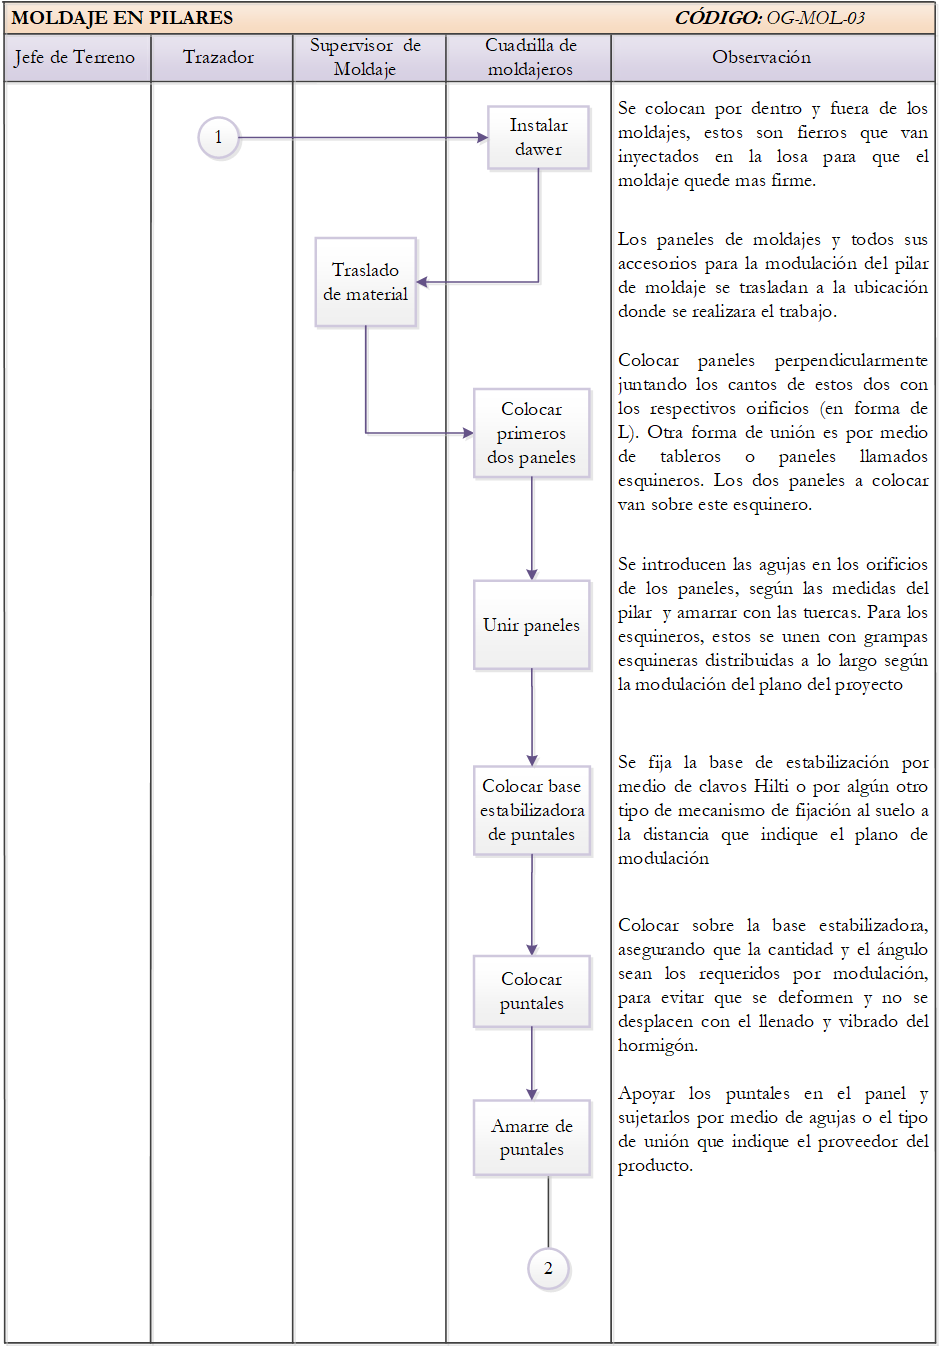 MOLDAJE EN PILARES
CÓDIGO: OG-MOL-03
Jefe de Terreno
Trazador
Supervisor de
Moldaje
Cuadrilla de
moldajeros
Observación
1
Instalar
dawer
Se colocan por dentro y fuera de los
moldajes, estos son fierros que van
inyectados en la losa para que el
moldaje quede mas firme.
Traslado
de material
Los paneles de moldajes y todos sus
accesorios para la modulación del pilar
de moldaje se trasladan a la ubicación
donde se realizara el trabajo.
Colocar
primeros
dos paneles
Colocar paneles perpendicularmente
juntando los cantos de estos dos con
los respectivos orificios (en forma de
L). Otra forma de unión es por medio
de tableros o paneles llamados
esquineros. Los dos paneles a colocar
van sobre este esquinero.
Unir paneles
Se introducen las agujas en los orificios
de los paneles, según las medidas del
pilar y amarrar con las tuercas. Para los
esquineros, estos se unen con grampas
esquineras distribuidas a lo largo según
la modulación del plano del proyecto
Colocar base
estabilizadora
de puntales
Se fija la base de estabilización por
medio de clavos Hilti o por algún otro
tipo de mecanismo de fijación al suelo a
la distancia que indique el plano de
modulación
Colocar
puntales
Colocar sobre la base estabilizadora,
asegurando que la cantidad y el ángulo
sean los requeridos por modulación,
para evitar que se deformen y no se
desplacen con el llenado y vibrado del
hormigón.
Amarre de
puntales
Apoyar los puntales en el panel y
sujetarlos por medio de agujas o el tipo
de unión que indique el proveedor del
producto.
2